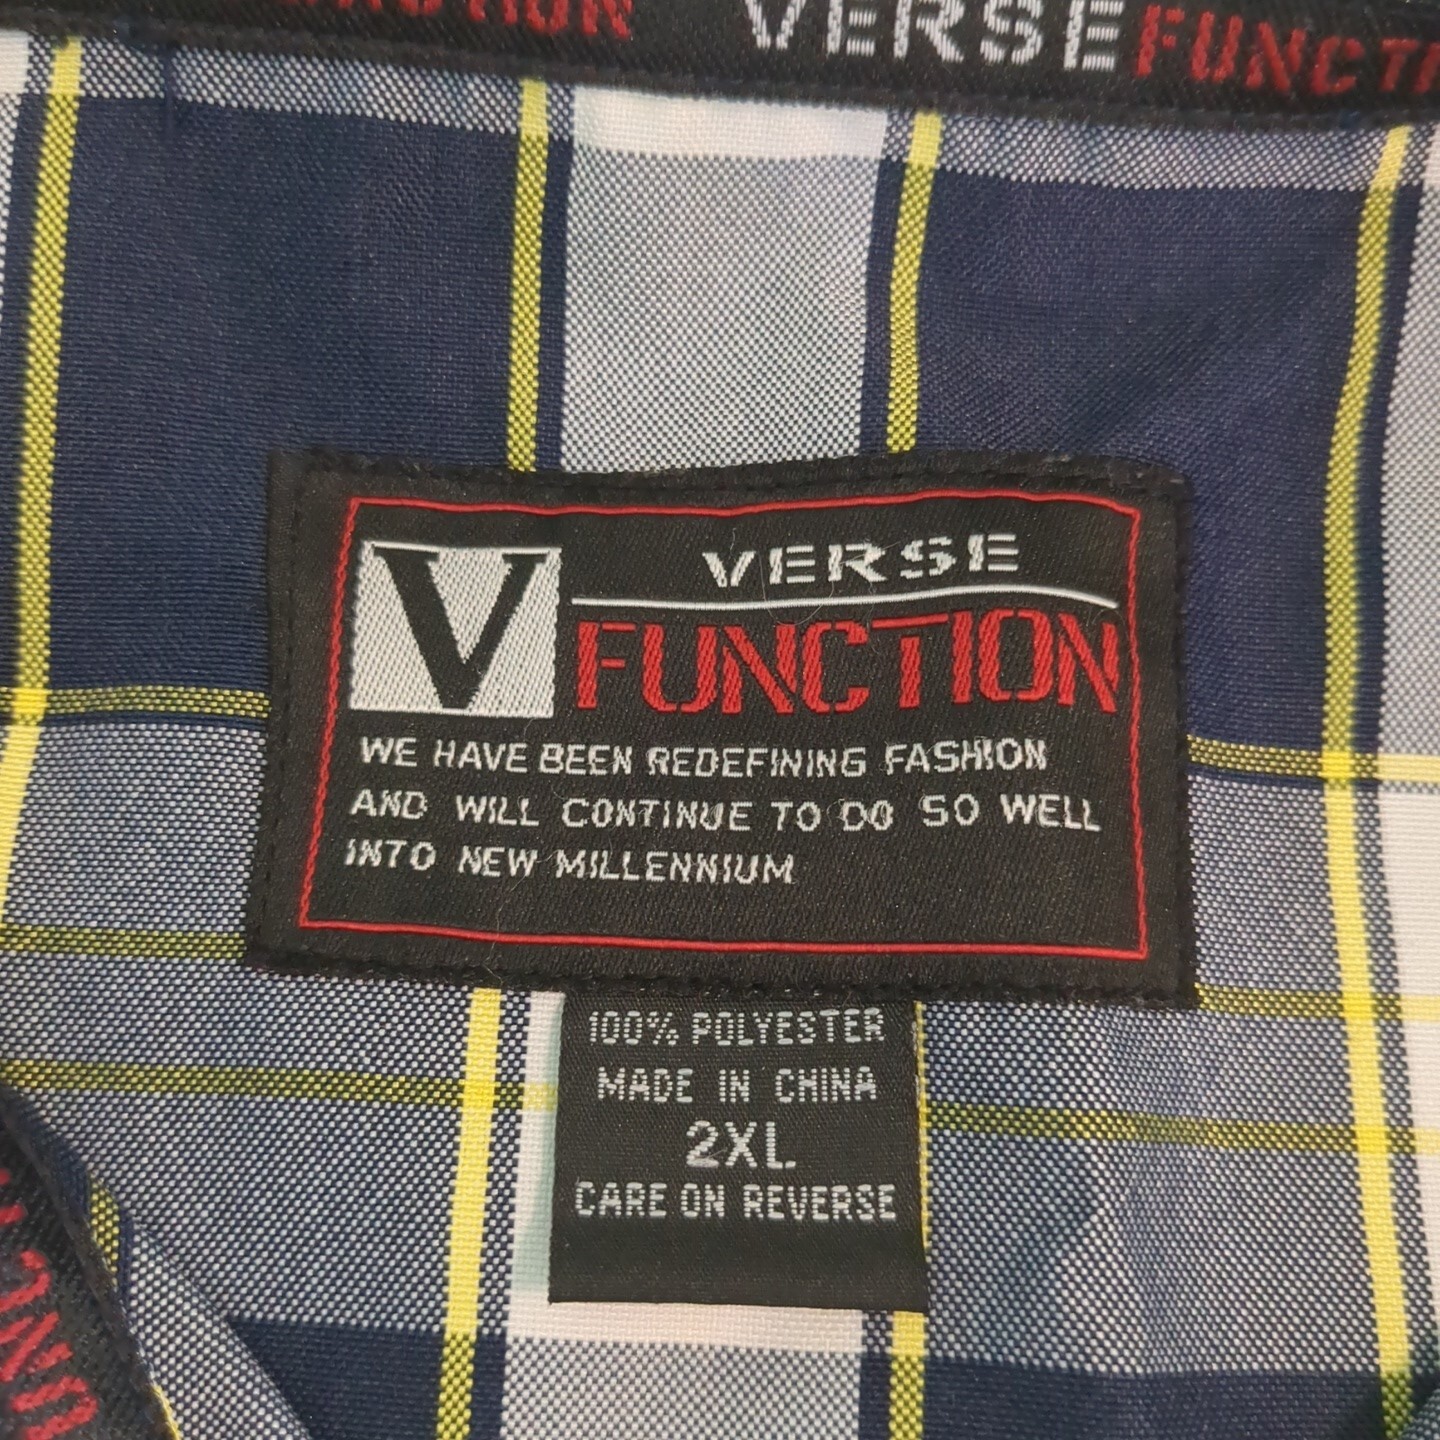 VERSE FUNCTI
V
VERSE
FUNCTION
WE HAVE BEEN REDEFINING FASHION
AND WILL CONTINUE TO DO SO WELL
INTO NEW MILLENNIUM
100% POLYESTER
MADE IN CHINA
2XL
CARE ON REVERSE